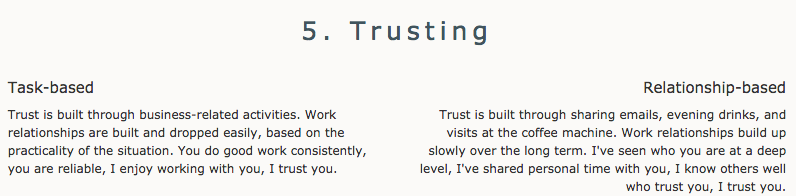 5. Trusting
Task-based
Trust is built through business-related activities. Work
relationships are built and dropped easily, based on the
practicality of the situation. You do good work consistently,
you are reliable, I enjoy working with you, I trust you.
Relationship-based
Trust is built through sharing emails, evening drinks, and
visits at the coffee machine. Work relationships build up
slowly over the long term. I've seen who you are at a deep
level, I've shared personal time with you, I know others well
who trust you, I trust you.